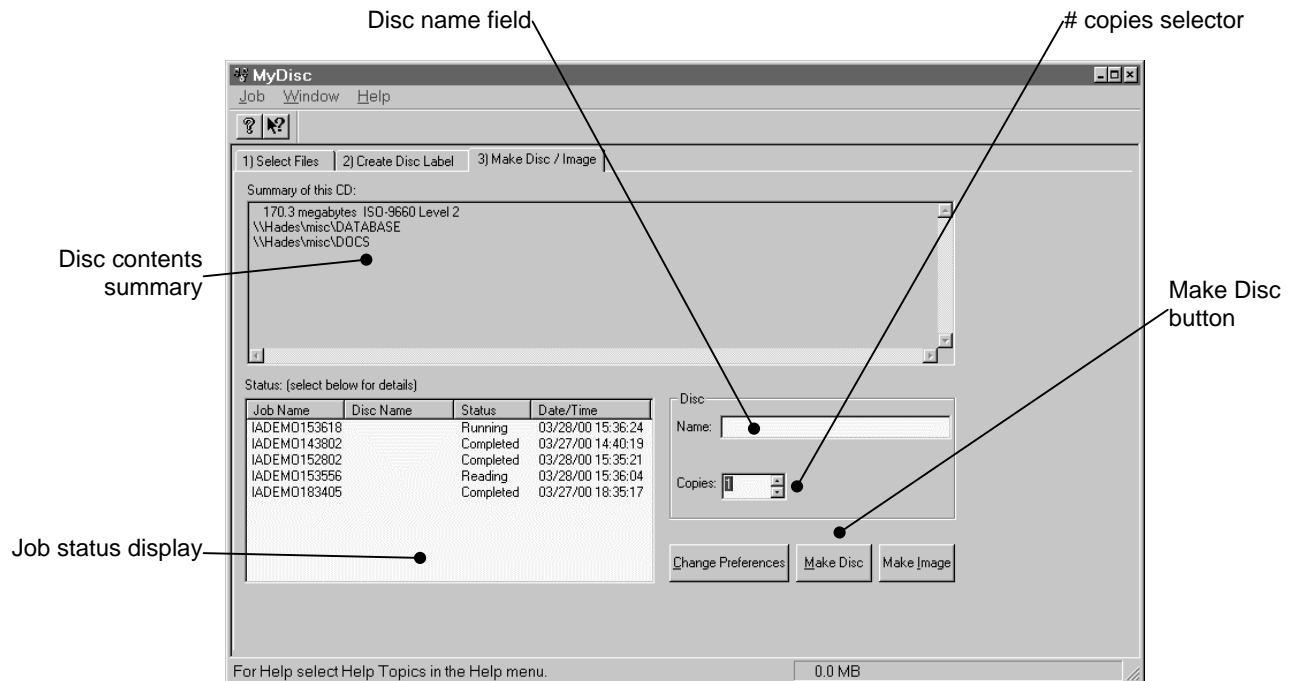 Disc name field
# copies selector
MyDisc
Job Window Help
1) Select Files 2) Create Disc Label 3) Make Disc / Image
Summary of this CD:
170.3 megabytes ISO-9660 Level 2
\\Hades\misc\DATABASE
\\Hades\misc\DOCS
Disc contents
summary
Make Disc
button
Status: (select below for details)
Job Name Disc Name Status Date/Time
IADEMO153618 Running 03/28/00 15:36:24
IADEMO143802 Completed 03/27/00 14:40:19
IADEMO152802 Completed 03/28/00 15:35:21
IADEMO153556 Reading 03/28/00 15:36:04
IADEMO183405 Completed 03/27/00 18:35:17
Disc
Name:
Copies: 1
Job status display
Change Preferences Make Disc Make Image
For Help select Help Topics in the Help menu. 0.0 MB